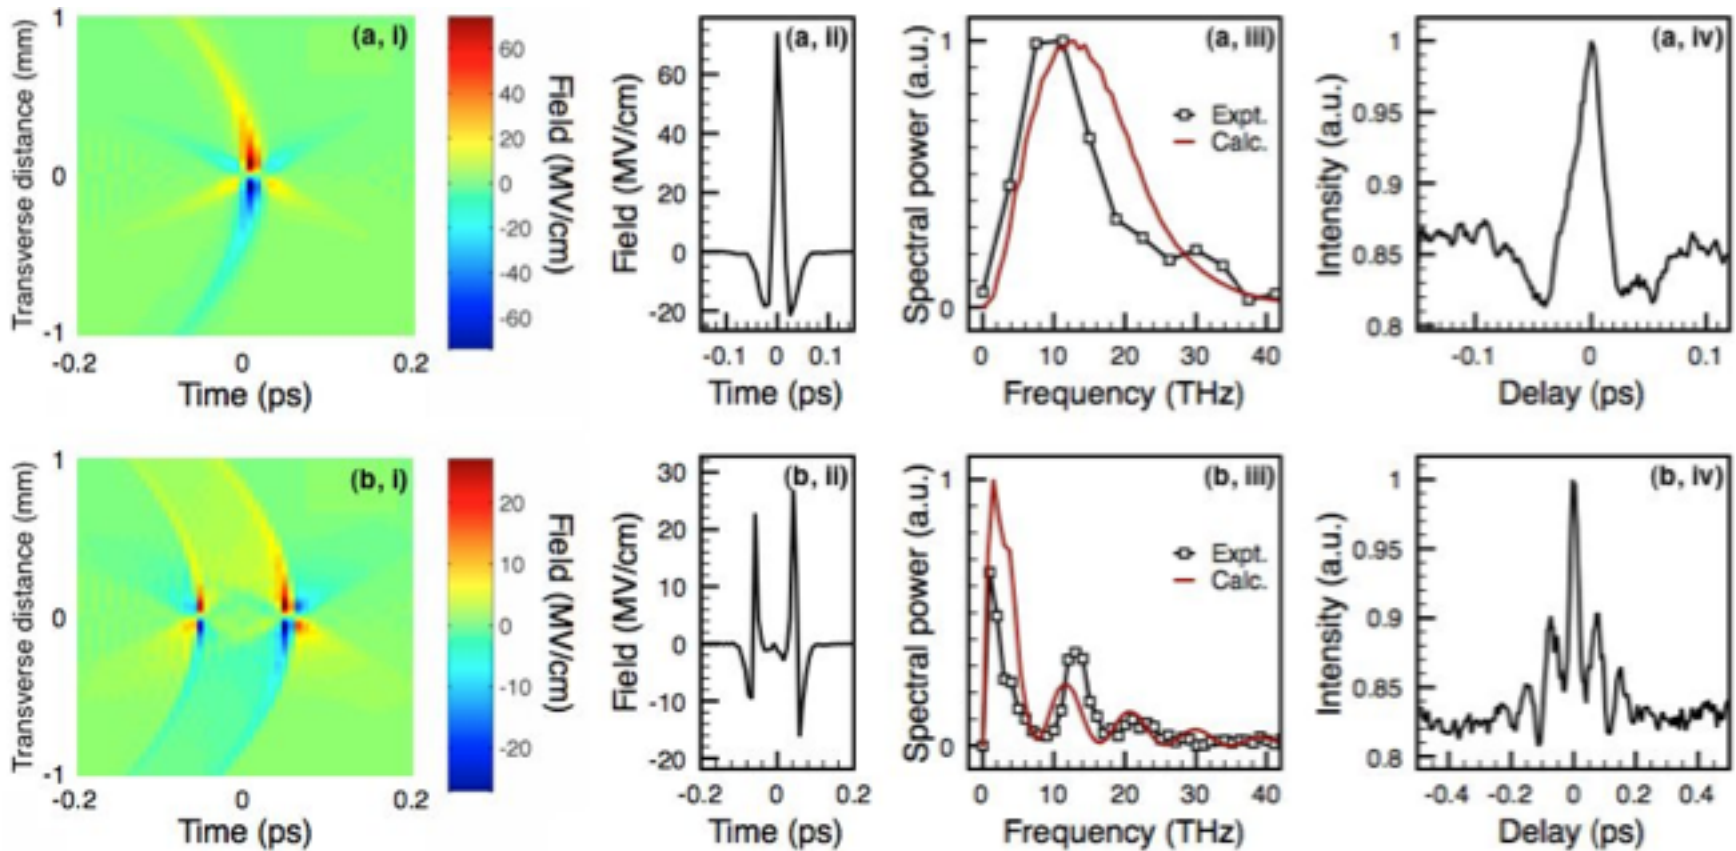 (a, i)
1
0
-1
-0.2
0
0.2
Transverse distance (mm)
Time (ps)
60
40
20
0
-20
-40
-60
Field (MV/cm)
(a, ii)
60
40
20
0
-20
Field (MV/cm)
-0.1
0
0.1
Time (ps)
(a, iii)
1
0
Spectral power (a.u.)
Expt.
Calc.
0
10
20
30
40
Frequency (THz)
(a, iv)
1
0.95
0.9
0.85
0.8
Intensity (a.u.)
-0.1
0
0.1
Delay (ps)
(b, i)
1
0
-1
-0.2
0
0.2
Transverse distance (mm)
Time (ps)
20
10
0
-10
-20
Field (MV/cm)
(b, ii)
30
20
10
0
-10
-20
Field (MV/cm)
-0.2
0
0.2
Time (ps)
(b, iii)
1
0
Spectral power (a.u.)
Expt.
Calc.
0
10
20
30
40
Frequency (THz)
(b, iv)
1
0.95
0.9
0.85
0.8
Intensity (a.u.)
-0.4
-0.2
0
0.2
0.4
Delay (ps)